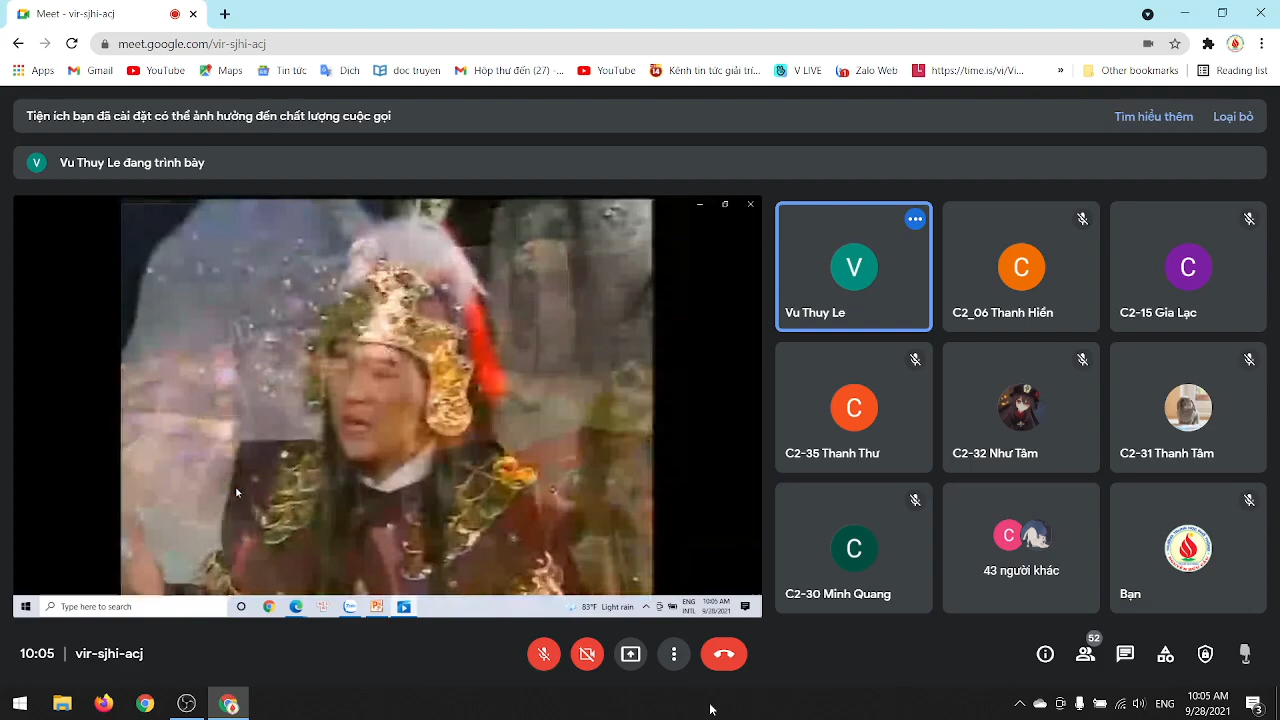 Meet - vir-sjhi-acj
meet.google.com/vir-sjhi-acj
Apps
Gmail
YouTube
Maps
Tin tức
Dịch
doc truyen
Hộp thư đến (27) -...
YouTube
Kênh tin tức giải trí...
V LIVE
Zalo Web
https://time.is/vi/Vi...
»
Other bookmarks
Reading list
Tiện ích bạn đã cài đặt có thể ảnh hưởng đến chất lượng cuộc gọi
Tìm hiểu thêm
Loại bỏ
V
Vu Thuy Le đang trình bày
V
Vu Thuy Le
C
C2_06 Thanh Hiền
C
C2-15 Gia Lạc
C
C2-35 Thanh Thư
C2-32 Như Tâm
C2-31 Thanh Tâm
C
C2-30 Minh Quang
C
43 người khác
Bạn
Type here to search
83°F Light rain
ENG
INTL
10:05 AM
9/28/2021
10:05 | vir-sjhi-acj
52
ENG
10:05 AM
9/28/2021
3